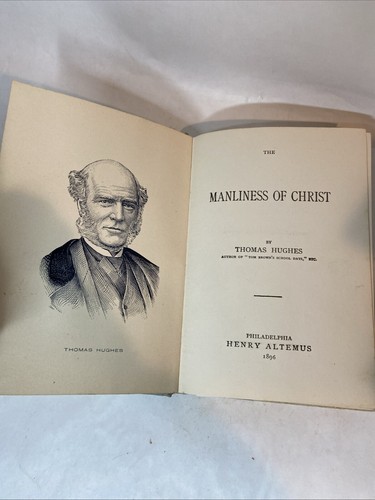 THOMAS HUGHES
THE
MANLINESS OF CHRIST
BY
THOMAS HUGHES
AUTHOR OF "TOM BROWN'S SCHOOL DAYS," ETC.
PHILADELPHIA
HENRY ALTEMUS
1896